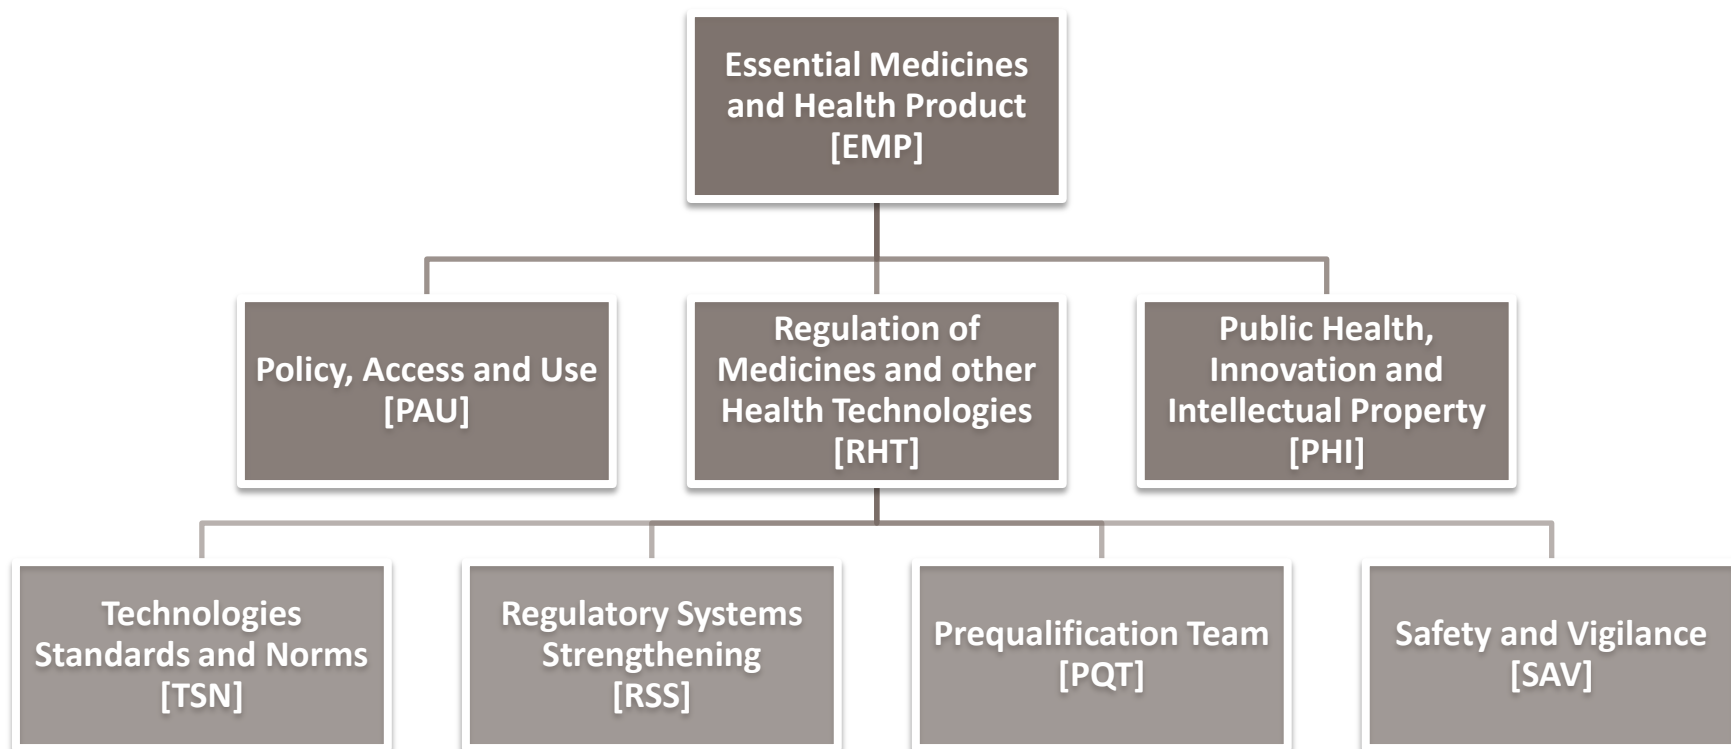 Essential Medicines
and Health Product
[EMP]
Policy, Access and Use
[PAU]
Regulation of
Medicines and other
Health Technologies
[RHT]
Public Health,
Innovation and
Intellectual Property
[PHI]
Technologies
Standards and Norms
[TSN]
Regulatory Systems
Strengthening
[RSS]
Prequalification Team
[PQT]
Safety and Vigilance
[SAV]